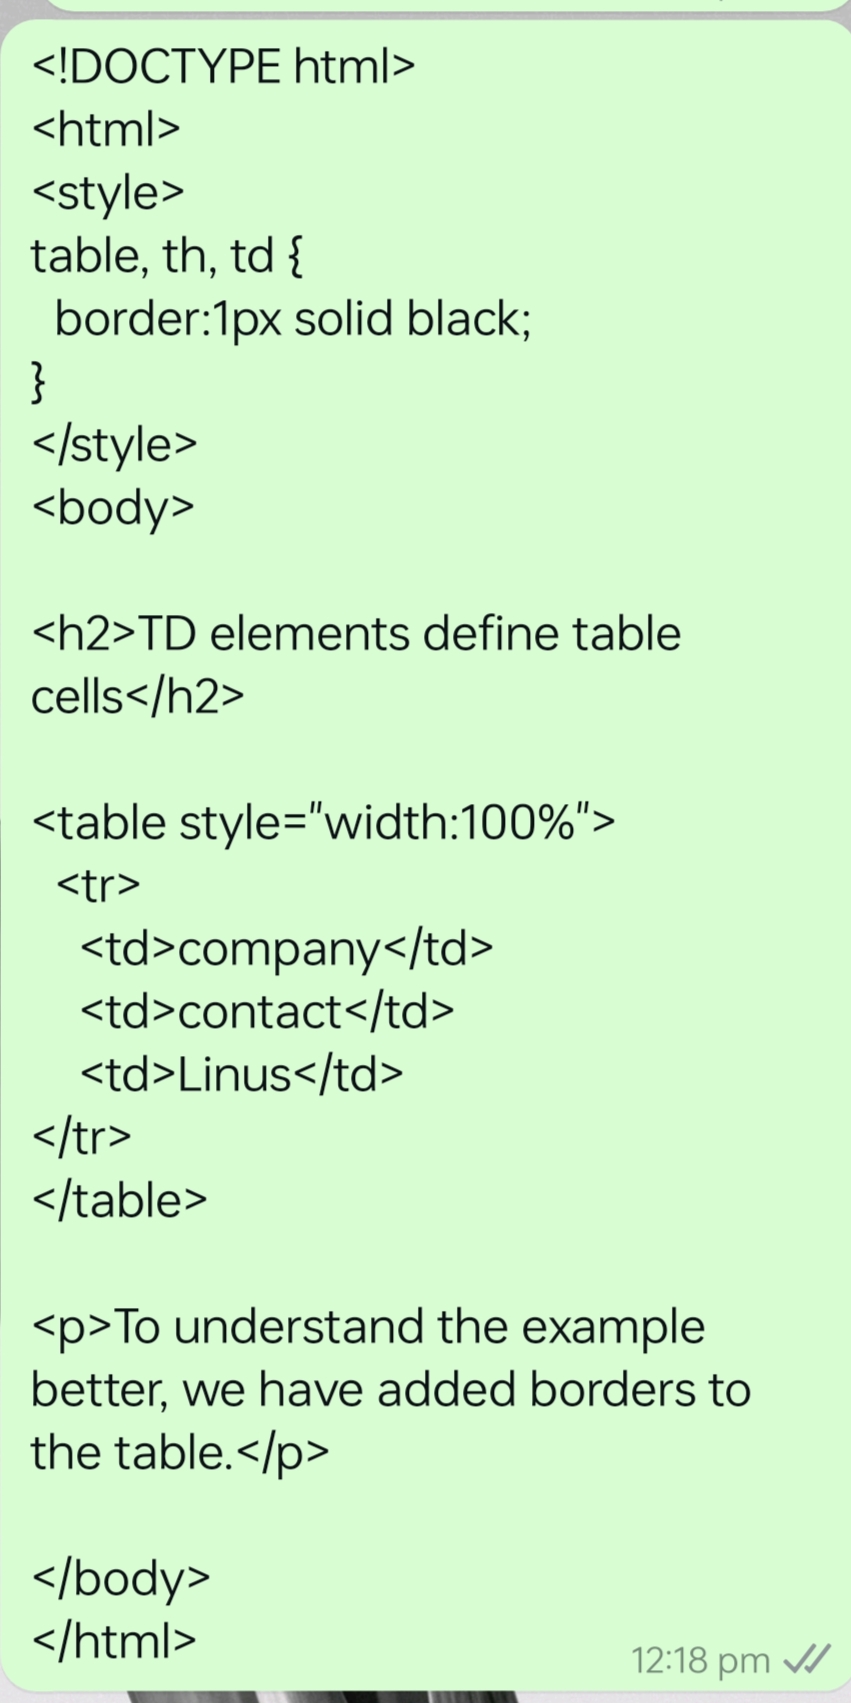 <!DOCTYPE html>
<html>
<style>
table, th, td {
  border:1px solid black;
}
</style>
<body>

<h2>TD elements define table
cells</h2>

<table style="width:100%">
  <tr>
    <td>company</td>
    <td>contact</td>
    <td>Linus</td>
</tr>
</table>

<p>To understand the example
better, we have added borders to
the table.</p>

</body>
</html>
12:18 pm